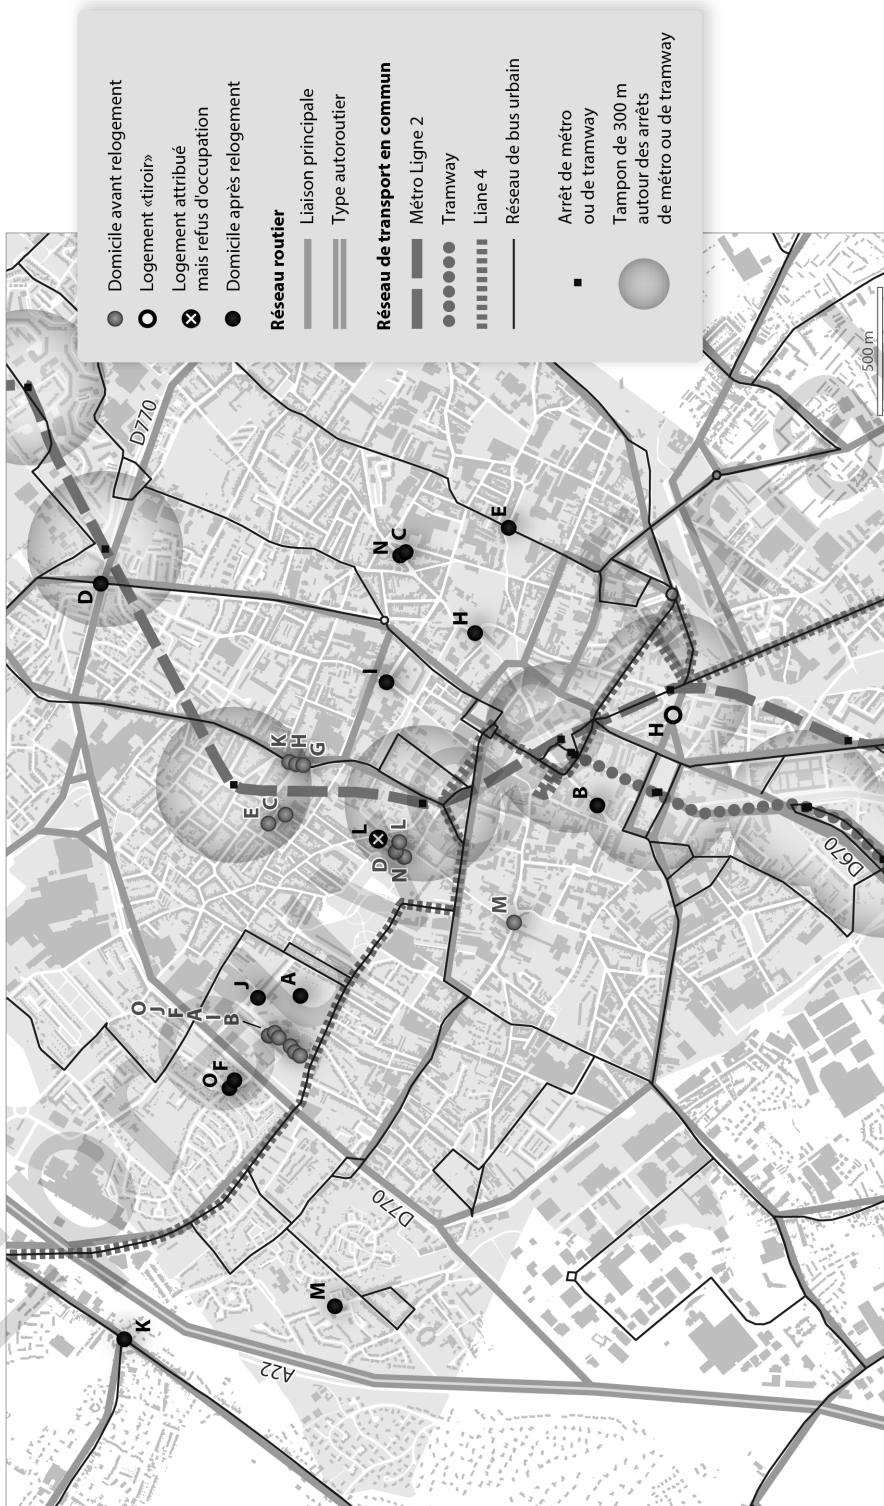 Domicile avant relogement
Logement «tiroir»
Logement attribué
mais refus d'occupation
Domicile après relogement
Réseau routier
Liaison principale
Type autoroutier
Réseau de transport en commun
Métro Ligne 2
Tramway
Liane 4
Réseau de bus urbain
Arrêt de métro
ou de tramway
Tampon de 300 m
autour des arrêts
de métro ou de tramway
500 m
K
A22
M
D770
O
F
O
J
F
A
I
B
J
A
M
E
C
D
N
L
L
K
H
G
B
H
I
H
D
N
C
E
D770
D670